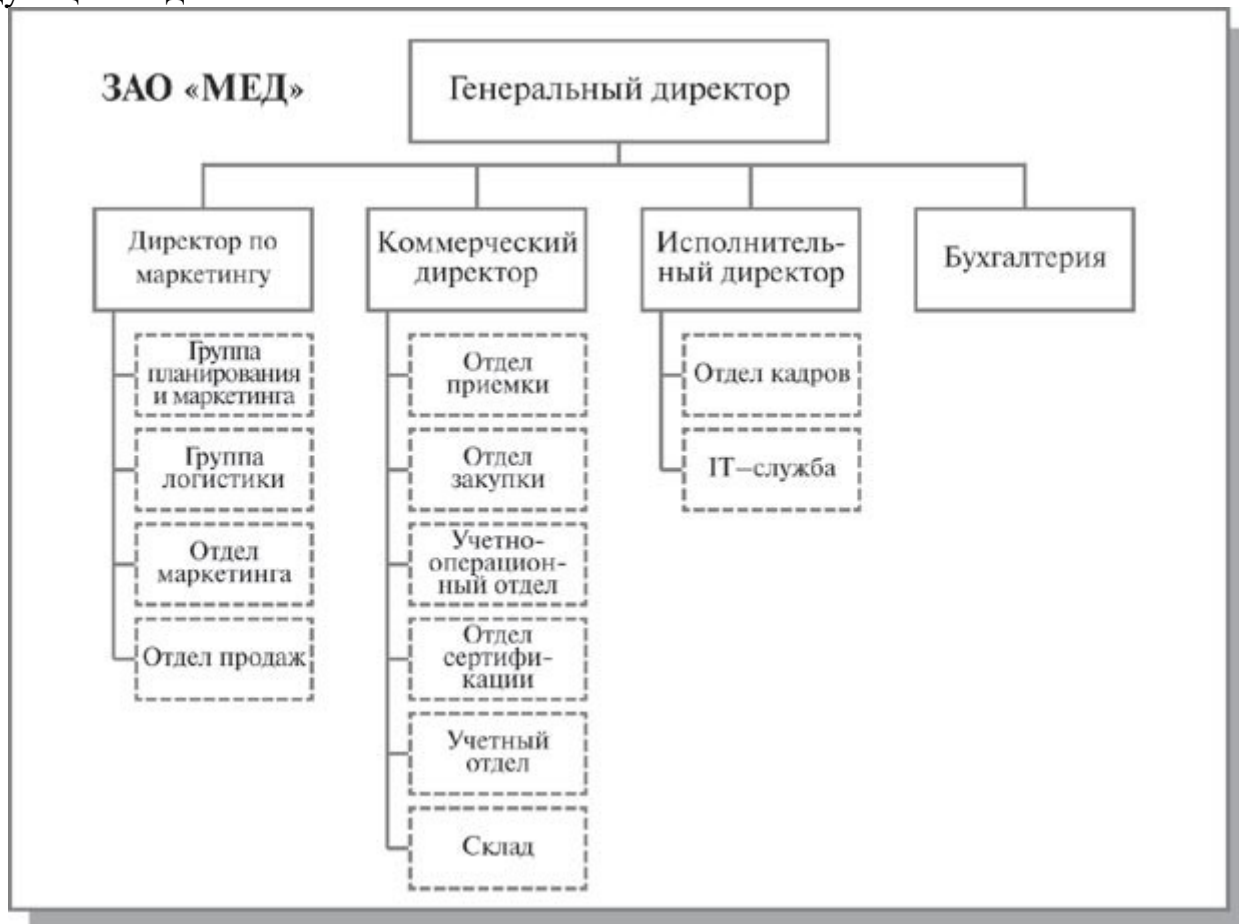 ЗАО «МЕД»
Генеральный директор
Директор по
маркетингу
Группа
планирования
и маркетинга
Группа
логистики
Отдел
маркетинга
Отдел продаж
Коммерческий
директор
Отдел
приемки
Отдел
закупки
Учетно-
операцион-
ный отдел
Отдел
сертифи-
кации
Учетный
отдел
Склад
Исполнитель-
ный директор
Отдел кадров
IT–служба
Бухгалтерия